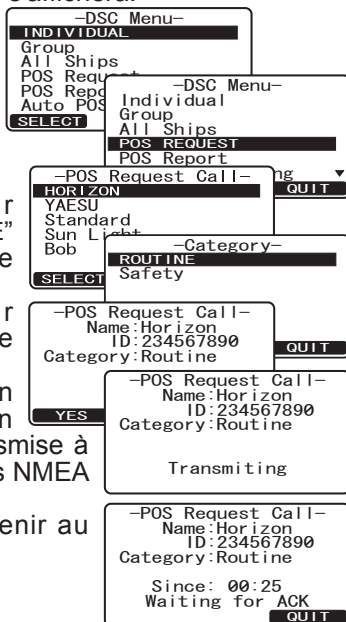 –DSC Menu–
INDIVIDUAL
Group
All Ships
POS Request
POS Repo
Auto POS
SELECT
–DSC Menu–
Individual
Group
All Ships
POS REQUEST
POS Report
ng ▼
QUIT
–POS Request Call–
HORIZON
YAESU
Standard
Sun Light
Bob
SELECT
–Category–
ROUTINE
Safety
QUIT
r
E"
e
–POS Request Call–
Name:Horizon
ID:234567890
Category:Routine
YES
r
e
n
n
smise à
s NMEA
–POS Request Call–
Name:Horizon
ID:234567890
Category:Routine
Transmiting
enir au
–POS Request Call–
Name:Horizon
ID:234567890
Category:Routine
Since: 00:25
Waiting for ACK
QUIT